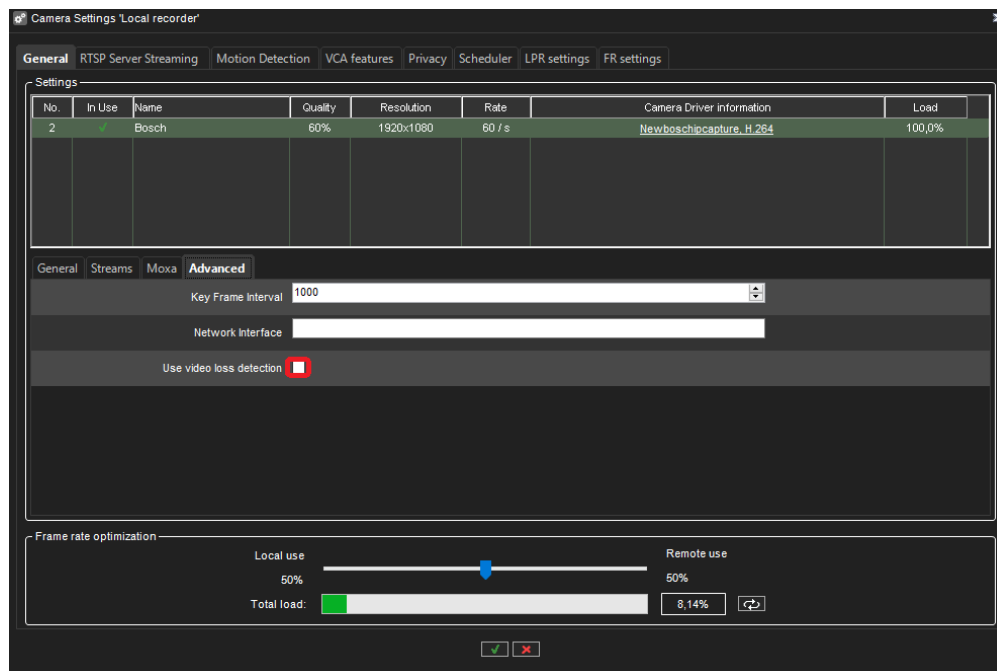 Camera Settings 'Local recorder'
General RTSP Server Streaming Motion Detection VCA features Privacy Scheduler LPR settings FR settings
Settings
No. In Use Name Quality Resolution Rate Camera Driver information Load
2 Bosch 60% 1920x1080 60 / s Newboschipcapture, H.264 100,0%
General Streams Moxa Advanced
Key Frame Interval 1000
Network Interface
Use video loss detection
Frame rate optimization
Local use Remote use
50% 50%
Total load: 8,14%